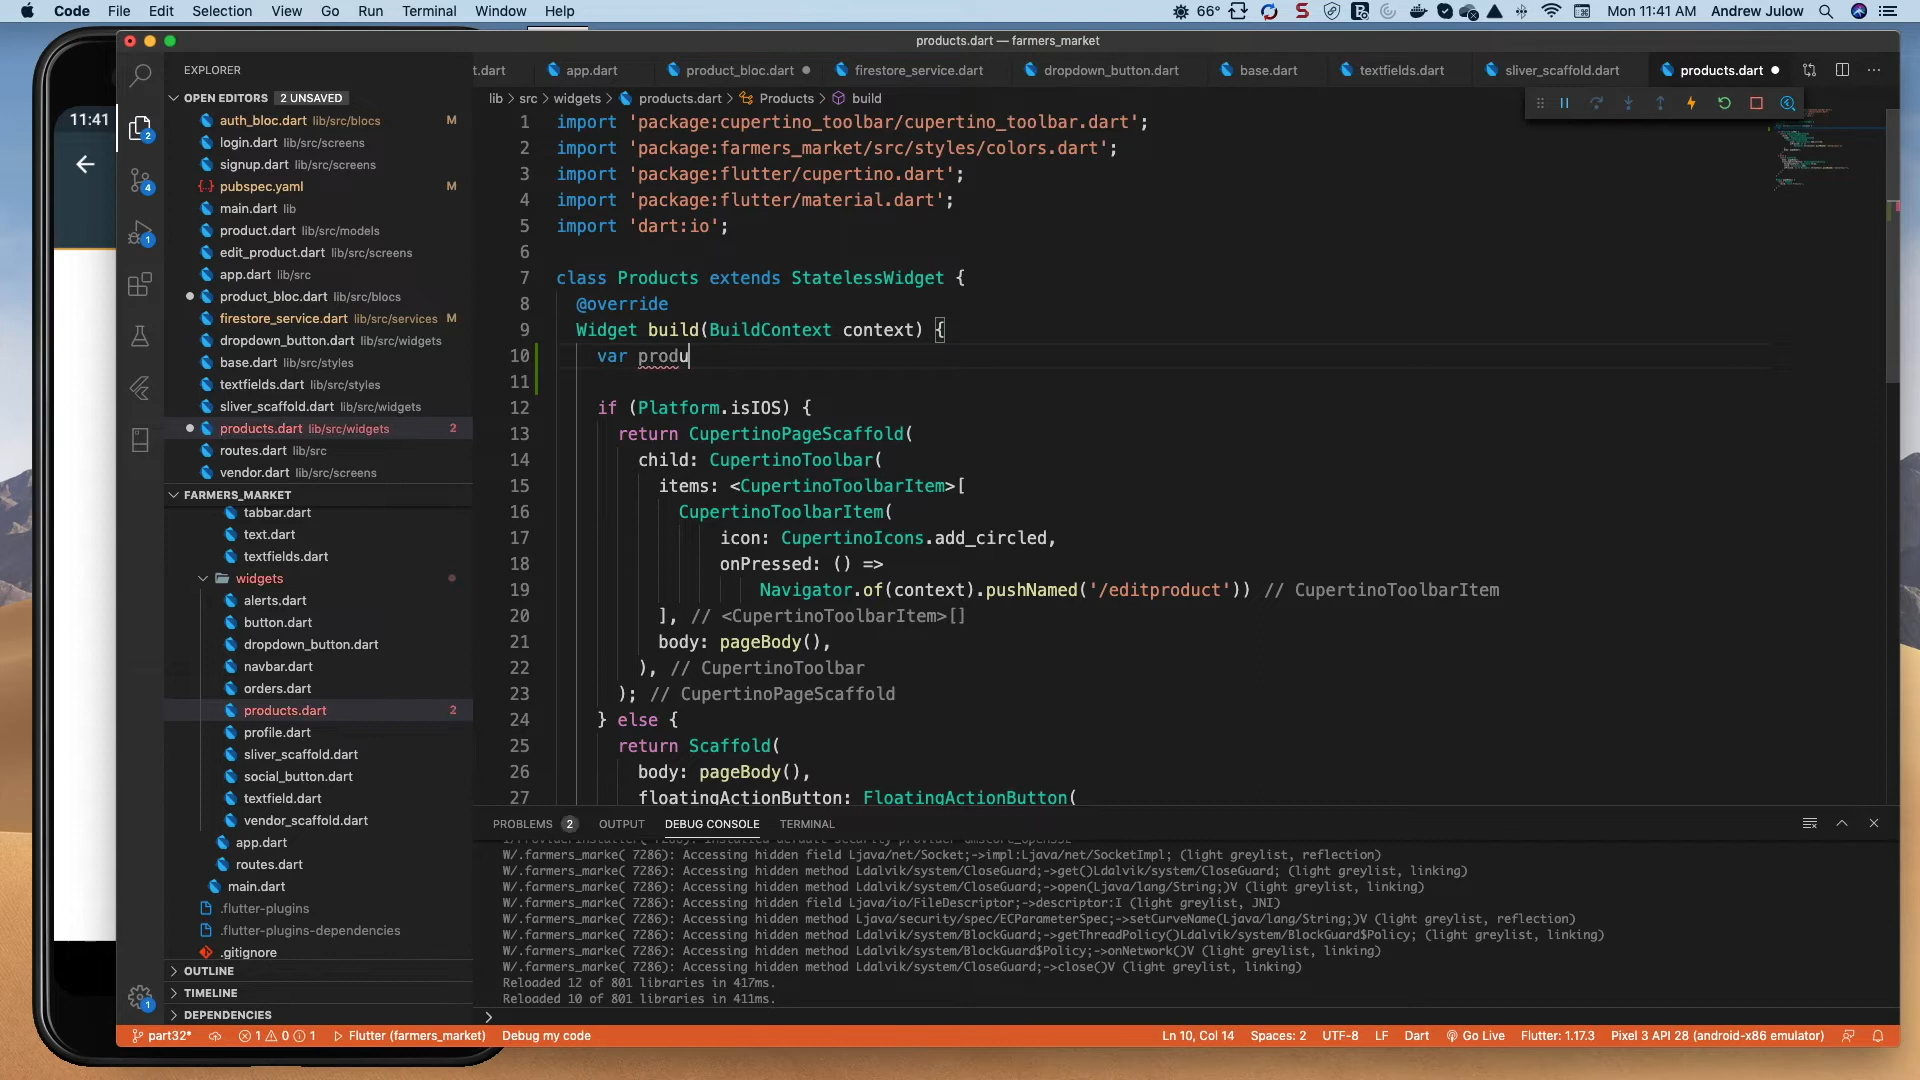 Code File Edit Selection View Go Run Terminal Window Help
66° Mon 11:41 AM Andrew Julow
products.dart — farmers_market
11:41
EXPLORER
OPEN EDITORS 2 UNSAVED
auth_bloc.dart lib/src/blocs M
login.dart lib/src/screens
signup.dart lib/src/screens
pubspec.yaml M
main.dart lib
product.dart lib/src/models
edit_product.dart lib/src/screens
app.dart lib/src
product_bloc.dart lib/src/blocs
firestore_service.dart lib/src/services M
dropdown_button.dart lib/src/widgets
base.dart lib/src/styles
textfields.dart lib/src/styles
sliver_scaffold.dart lib/src/widgets
products.dart lib/src/widgets 2
routes.dart lib/src
vendor.dart lib/src/screens
FARMERS_MARKET
tabbar.dart
text.dart
textfields.dart
widgets
alerts.dart
button.dart
dropdown_button.dart
navbar.dart
orders.dart
products.dart 2
profile.dart
sliver_scaffold.dart
social_button.dart
textfield.dart
vendor_scaffold.dart
app.dart
routes.dart
main.dart
.flutter-plugins
.flutter-plugins-dependencies
.gitignore
OUTLINE
TIMELINE
DEPENDENCIES
2
4
1
1
t.dart app.dart product_bloc.dart firestore_service.dart dropdown_button.dart base.dart textfields.dart sliver_scaffold.dart products.dart
lib > src > widgets > products.dart > Products > build
1 import 'package:cupertino_toolbar/cupertino_toolbar.dart';
2 import 'package:farmers_market/src/styles/colors.dart';
3 import 'package:flutter/cupertino.dart';
4 import 'package:flutter/material.dart';
5 import 'dart:io';
6
7 class Products extends StatelessWidget {
8 @override
9 Widget build(BuildContext context) {
10 var produ
11
12 if (Platform.isIOS) {
13 return CupertinoPageScaffold(
14 child: CupertinoToolbar(
15 items: <CupertinoToolbarItem>[
16 CupertinoToolbarItem(
17 icon: CupertinoIcons.add_circled,
18 onPressed: () =>
19 Navigator.of(context).pushNamed('/editproduct')) // CupertinoToolbarItem
20 ], // <CupertinoToolbarItem>[]
21 body: pageBody(),
22 ), // CupertinoToolbar
23 ); // CupertinoPageScaffold
24 } else {
25 return Scaffold(
26 body: pageBody(),
27 floatingActionButton: FloatingActionButton(
PROBLEMS 2 OUTPUT DEBUG CONSOLE TERMINAL
W/.farmers_marke( 7286): Accessing hidden field Ljava/net/Socket;->impl:Ljava/net/SocketImpl; (light greylist, reflection)
W/.farmers_marke( 7286): Accessing hidden method Ldalvik/system/CloseGuard;->get()Ldalvik/system/CloseGuard; (light greylist, linking)
W/.farmers_marke( 7286): Accessing hidden method Ldalvik/system/CloseGuard;->open(Ljava/lang/String;)V (light greylist, linking)
W/.farmers_marke( 7286): Accessing hidden field Ljava/io/FileDescriptor;->descriptor:I (light greylist, JNI)
W/.farmers_marke( 7286): Accessing hidden method Ljava/security/spec/ECParameterSpec;->setCurveName(Ljava/lang/String;)V (light greylist, reflection)
W/.farmers_marke( 7286): Accessing hidden method Ldalvik/system/BlockGuard;->getThreadPolicy()Ldalvik/system/BlockGuard$Policy; (light greylist, linking)
W/.farmers_marke( 7286): Accessing hidden method Ldalvik/system/BlockGuard$Policy;->onNetwork()V (light greylist, linking)
W/.farmers_marke( 7286): Accessing hidden method Ldalvik/system/CloseGuard;->close()V (light greylist, linking)
Reloaded 12 of 801 libraries in 417ms.
Reloaded 10 of 801 libraries in 411ms.
>
part32* 1 0 1 Flutter (farmers_market) Debug my code Ln 10, Col 14 Spaces: 2 UTF-8 LF Dart Go Live Flutter: 1.17.3 Pixel 3 API 28 (android-x86 emulator)